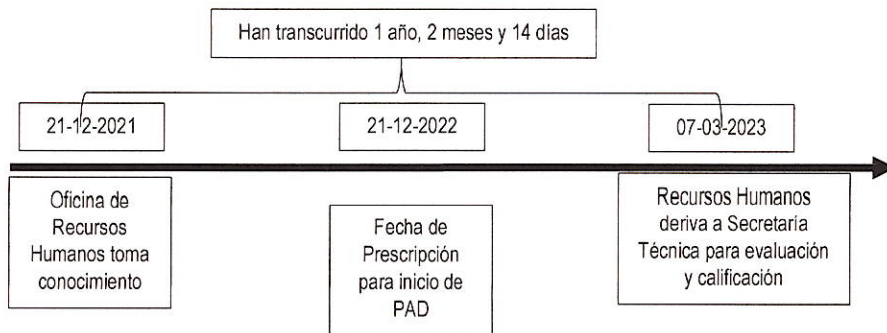 Han transcurrido 1 año, 2 meses y 14 días
21-12-2021
21-12-2022
07-03-2023
Oficina de
Recursos
Humanos toma
conocimiento
Fecha de
Prescripción
para inicio de
PAD
Recursos Humanos
deriva a Secretaría
Técnica para evaluación
y calificación